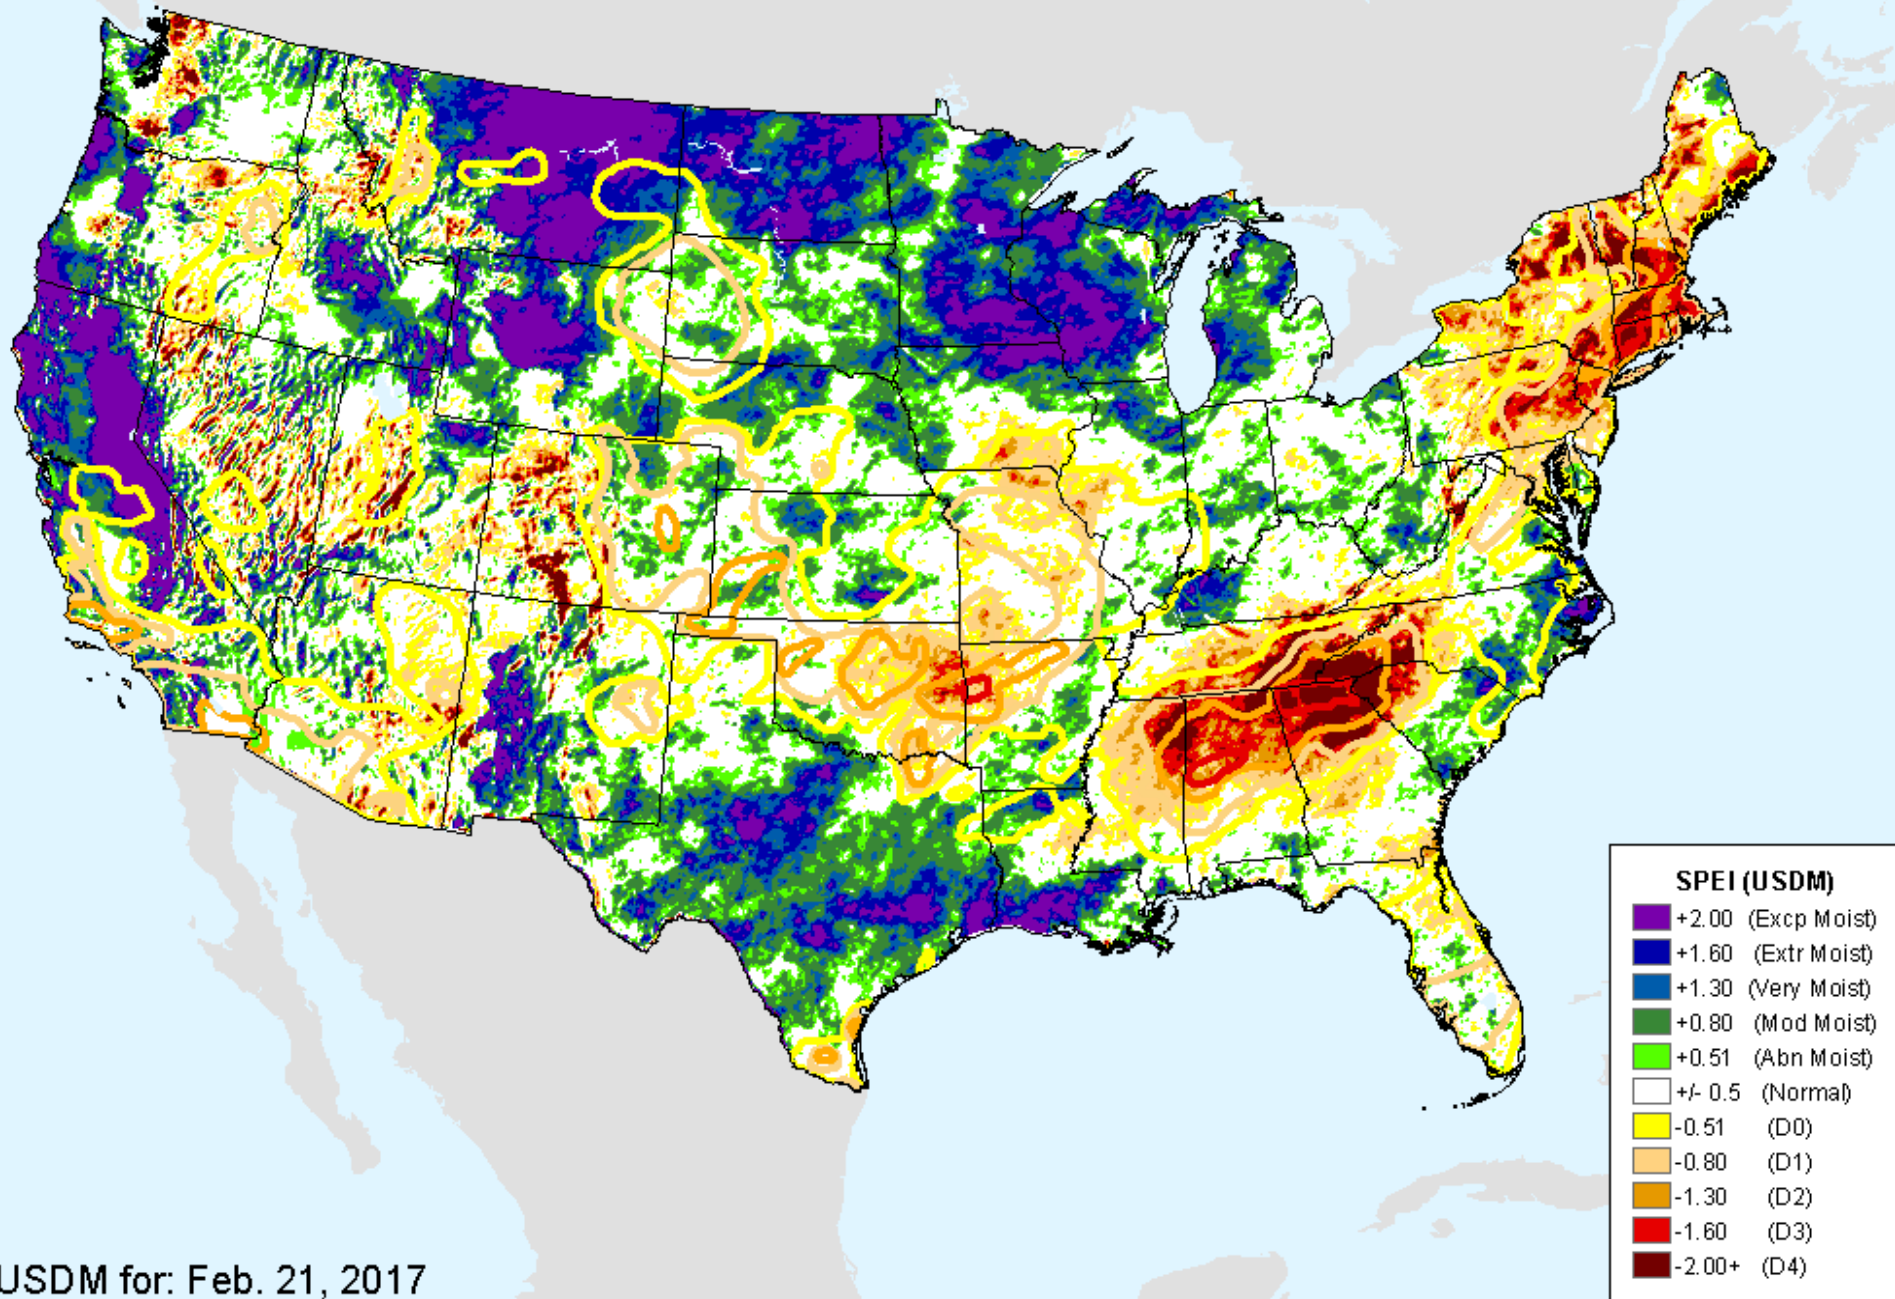 SPEI (USDM)
+2.00 (Excp Moist)
+1.60 (Extr Moist)
+1.30 (Very Moist)
+0.80 (Mod Moist)
+0.51 (Abn Moist)
+/- 0.5 (Normal)
-0.51 (D0)
-0.80 (D1)
-1.30 (D2)
-1.60 (D3)
-2.00+ (D4)
USDM for: Feb. 21, 2017